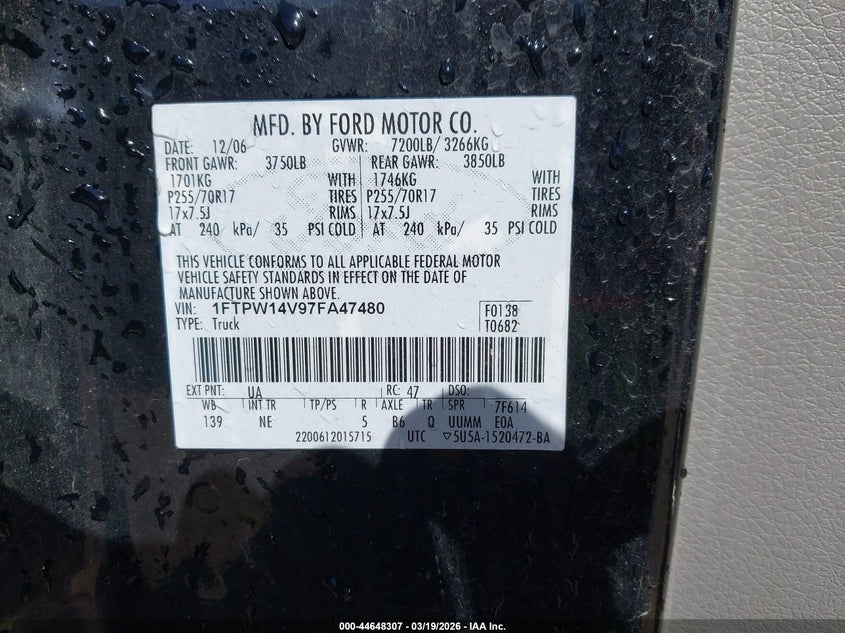 MFD. BY FORD MOTOR CO.
DATE: 12/06 GVWR: 7200LB/ 3266KG
FRONT GAWR: 3750LB REAR GAWR: 3850LB
1701KG WITH 1746KG WITH
P255/70R17 TIRES P255/70R17 TIRES
17x7.5J RIMS 17x7.5J RIMS
AT 240 kPa/ 35 PSI COLD AT 240 kPa/ 35 PSI COLD
THIS VEHICLE CONFORMS TO ALL APPLICABLE FEDERAL MOTOR
VEHICLE SAFETY STANDARDS IN EFFECT ON THE DATE OF
MANUFACTURE SHOWN ABOVE.
VIN: 1FTPW14V97FA47480 F0138
TYPE: Truck T0682
EXT PNT: UA RC: 47 DSO:
WB INT TR TP/PS R AXLE TR SPR 7F614
139 NE 5 B6 Q UUMM EOA
2200612015715 UTC ▽5U5A-1520472-BA
000-44648307 — 03/19/2026 — IAA Inc.